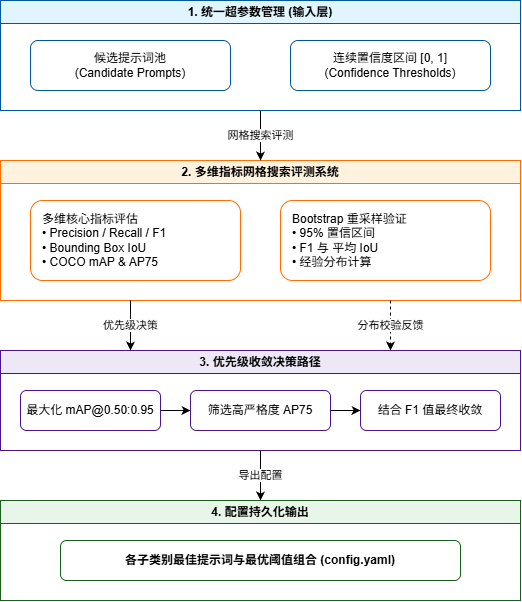 1. 统一超参数管理 (输入层)
候选提示词池
(Candidate Prompts)
连续置信度区间 [0, 1]
(Confidence Thresholds)
网格搜索评测
2. 多维指标网格搜索评测系统
多维核心指标评估
• Precision / Recall / F1
• Bounding Box IoU
• COCO mAP & AP75
Bootstrap 重采样验证
• 95% 置信区间
• F1 与 平均 IoU
• 经验分布计算
优先级决策
分布校验反馈
3. 优先级收敛决策路径
最大化 mAP@0.50:0.95
筛选高严格度 AP75
结合 F1 值最终收敛
导出配置
4. 配置持久化输出
各子类别最佳提示词与最优阈值组合 (config.yaml)